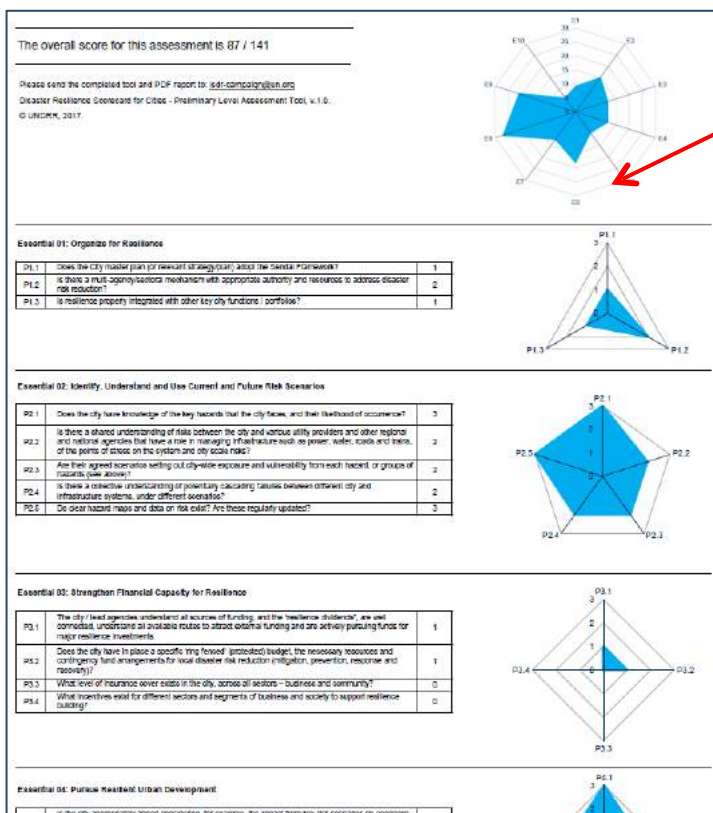 The overall score for this assessment is 87 / 141
Please send the completed tool and PDF report to: isdr-campaign@un.org
Disaster Resilience Scorecard for Cities - Preliminary Level Assessment Tool, v.1.0.
© UNDRR, 2017.
E1
E2
E4
E7
E8
E9
E10
Essential 01: Organize for Resilience
P1.1 Does the City master plan (or relevant strategy/plan) adopt the Sendai Framework? 1
P1.2 Is there a multi-agency/sectoral mechanism with appropriate authority and resources to address disaster
risk reduction? 2
P1.3 Is resilience properly integrated with other key city functions / portfolios? 1
P1.1
3
2
1
0
P1.3
P1.2
Essential 02: Identify, Understand and Use Current and Future Risk Scenarios
P2.1 Does the city have knowledge of the key hazards that the city faces, and their likelihood of occurrence? 3
P2.2 Is there a shared understanding of risks between the city and various utility providers and other regional
and national agencies that have a role in managing infrastructure such as power, water, roads and trains,
of the points of stress on the system and city scale risks? 2
P2.3 Are their agreed scenarios setting out city-wide exposure and vulnerability from each hazard, or groups of
hazards (see above)? 2
P2.4 Is there a collective understanding of potentially cascading failures between different city and
infrastructure systems, under different scenarios? 2
P2.5 Do clear hazard maps and data on risk exist? Are these regularly updated? 3
P2.1
3
2
1
0
P2.5
P2.2
P2.4
P2.3
Essential 03: Strengthen Financial Capacity for Resilience
P3.1 The city / lead agencies understand all sources of funding, and the "resilience dividends", are well
connected, understand all available routes to attract external funding and are actively pursuing funds for
major resilience investments. 1
P3.2 Does the city have in place a specific 'ring fenced' (protected) budget, the necessary resources and
contingency fund arrangements for local disaster risk reduction (mitigation, prevention, response and
recovery)? 1
P3.3 What level of insurance cover exists in the city, across all sectors – business and community? 0
P3.4 What incentives exist for different sectors and segments of business and society to support resilience
building? 0
P3.1
3
2
1
0
P3.4
P3.2
P3.3
Essential 04: Pursue Resilient Urban Development
P4.1
3
2